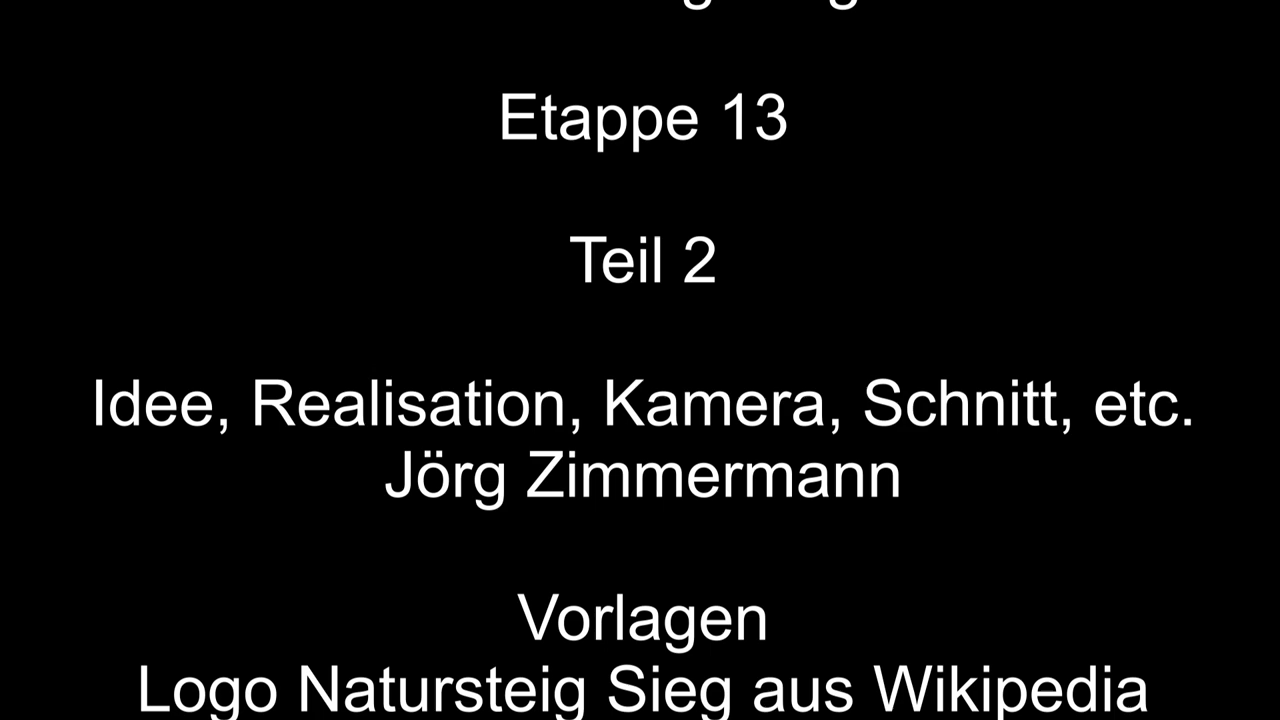 Etappe 13
Teil 2
Idee, Realisation, Kamera, Schnitt, etc.
Jörg Zimmermann
Vorlagen
Logo Natursteig Sieg aus Wikipedia